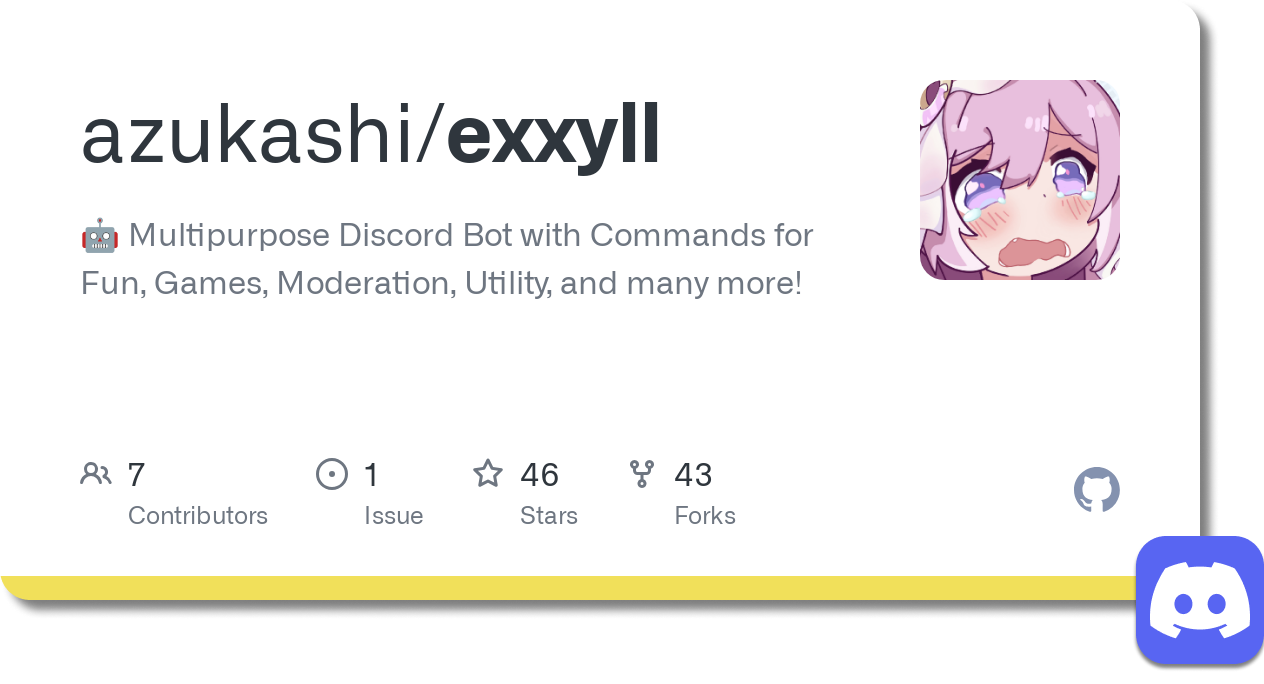 azukashi/exxyll
🤖 Multipurpose Discord Bot with Commands for
Fun, Games, Moderation, Utility, and many more!
7
Contributors
1
Issue
46
Stars
43
Forks